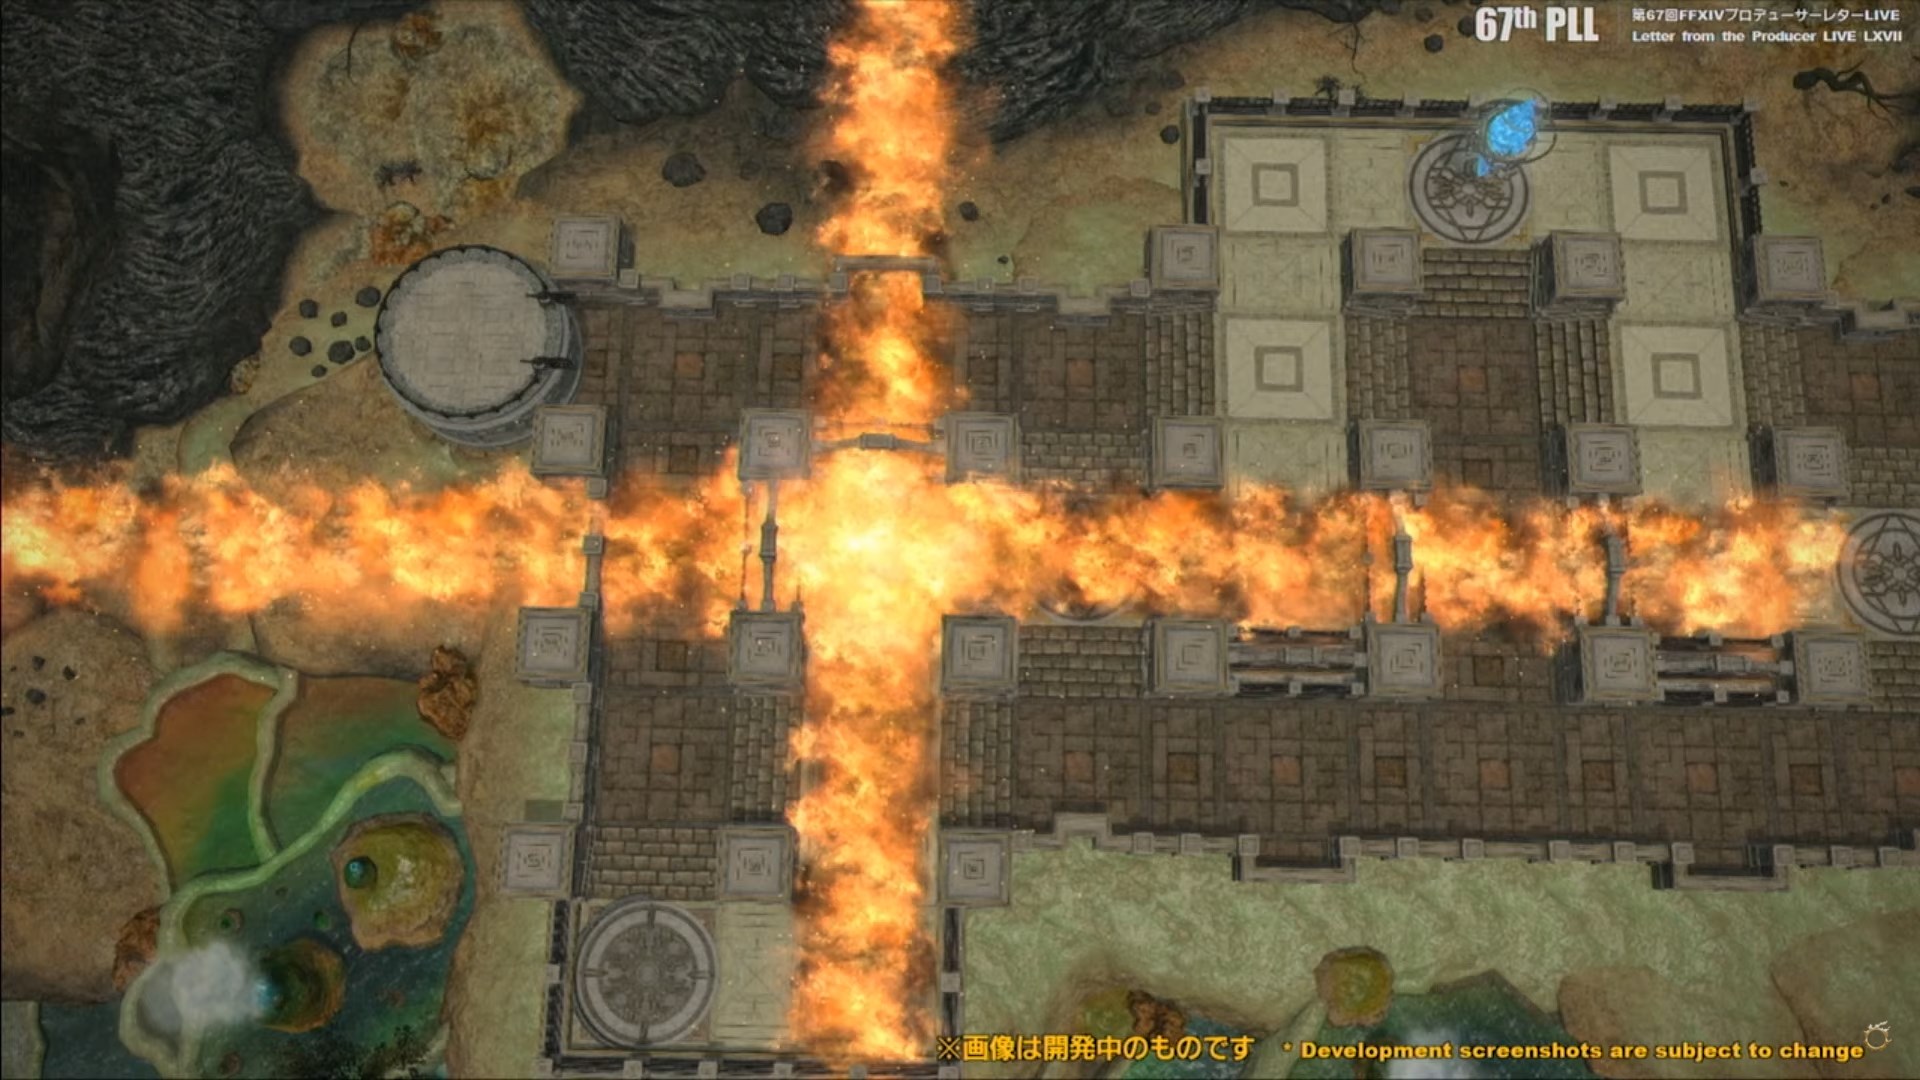 67th PLL
第67回FFXIVプロデューサーレターLIVE
Letter from the Producer LIVE LXVII
※画像は開発中のものです
* Development screenshots are subject to change